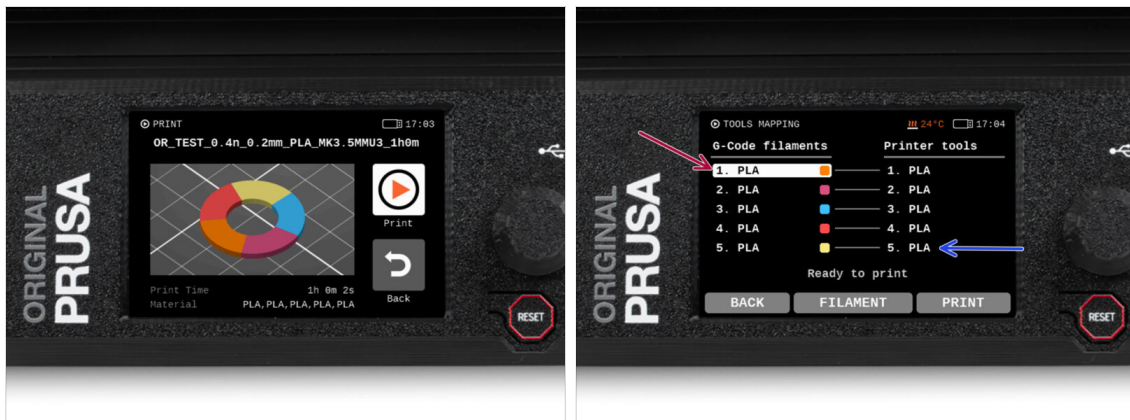 ORIGINAL
PRUSA
PRINT
17:03
OR_TEST_0.4n_0.2mm_PLA_MK3.5MMU3_1h0m
Print
Print Time 1h 0m 2s
Material PLA,PLA,PLA,PLA,PLA
Back
RESET
ORIGINAL
PRUSA
TOOLS MAPPING
24°C
17:04
G-Code filaments Printer tools
1. PLA 1. PLA
2. PLA 2. PLA
3. PLA 3. PLA
4. PLA 4. PLA
5. PLA 5. PLA
Ready to print
BACK FILAMENT PRINT
RESET